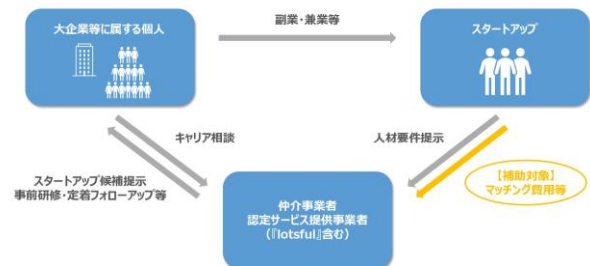 大企業等に属する個人
副業・兼業等
スタートアップ
キャリア相談
人材要件提示
スタートアップ候補提示
事前研修・定着フォローアップ等
【補助対象】
マッチング費用等
仲介事業者
認定サービス提供事業者
(『lotsful』含む)